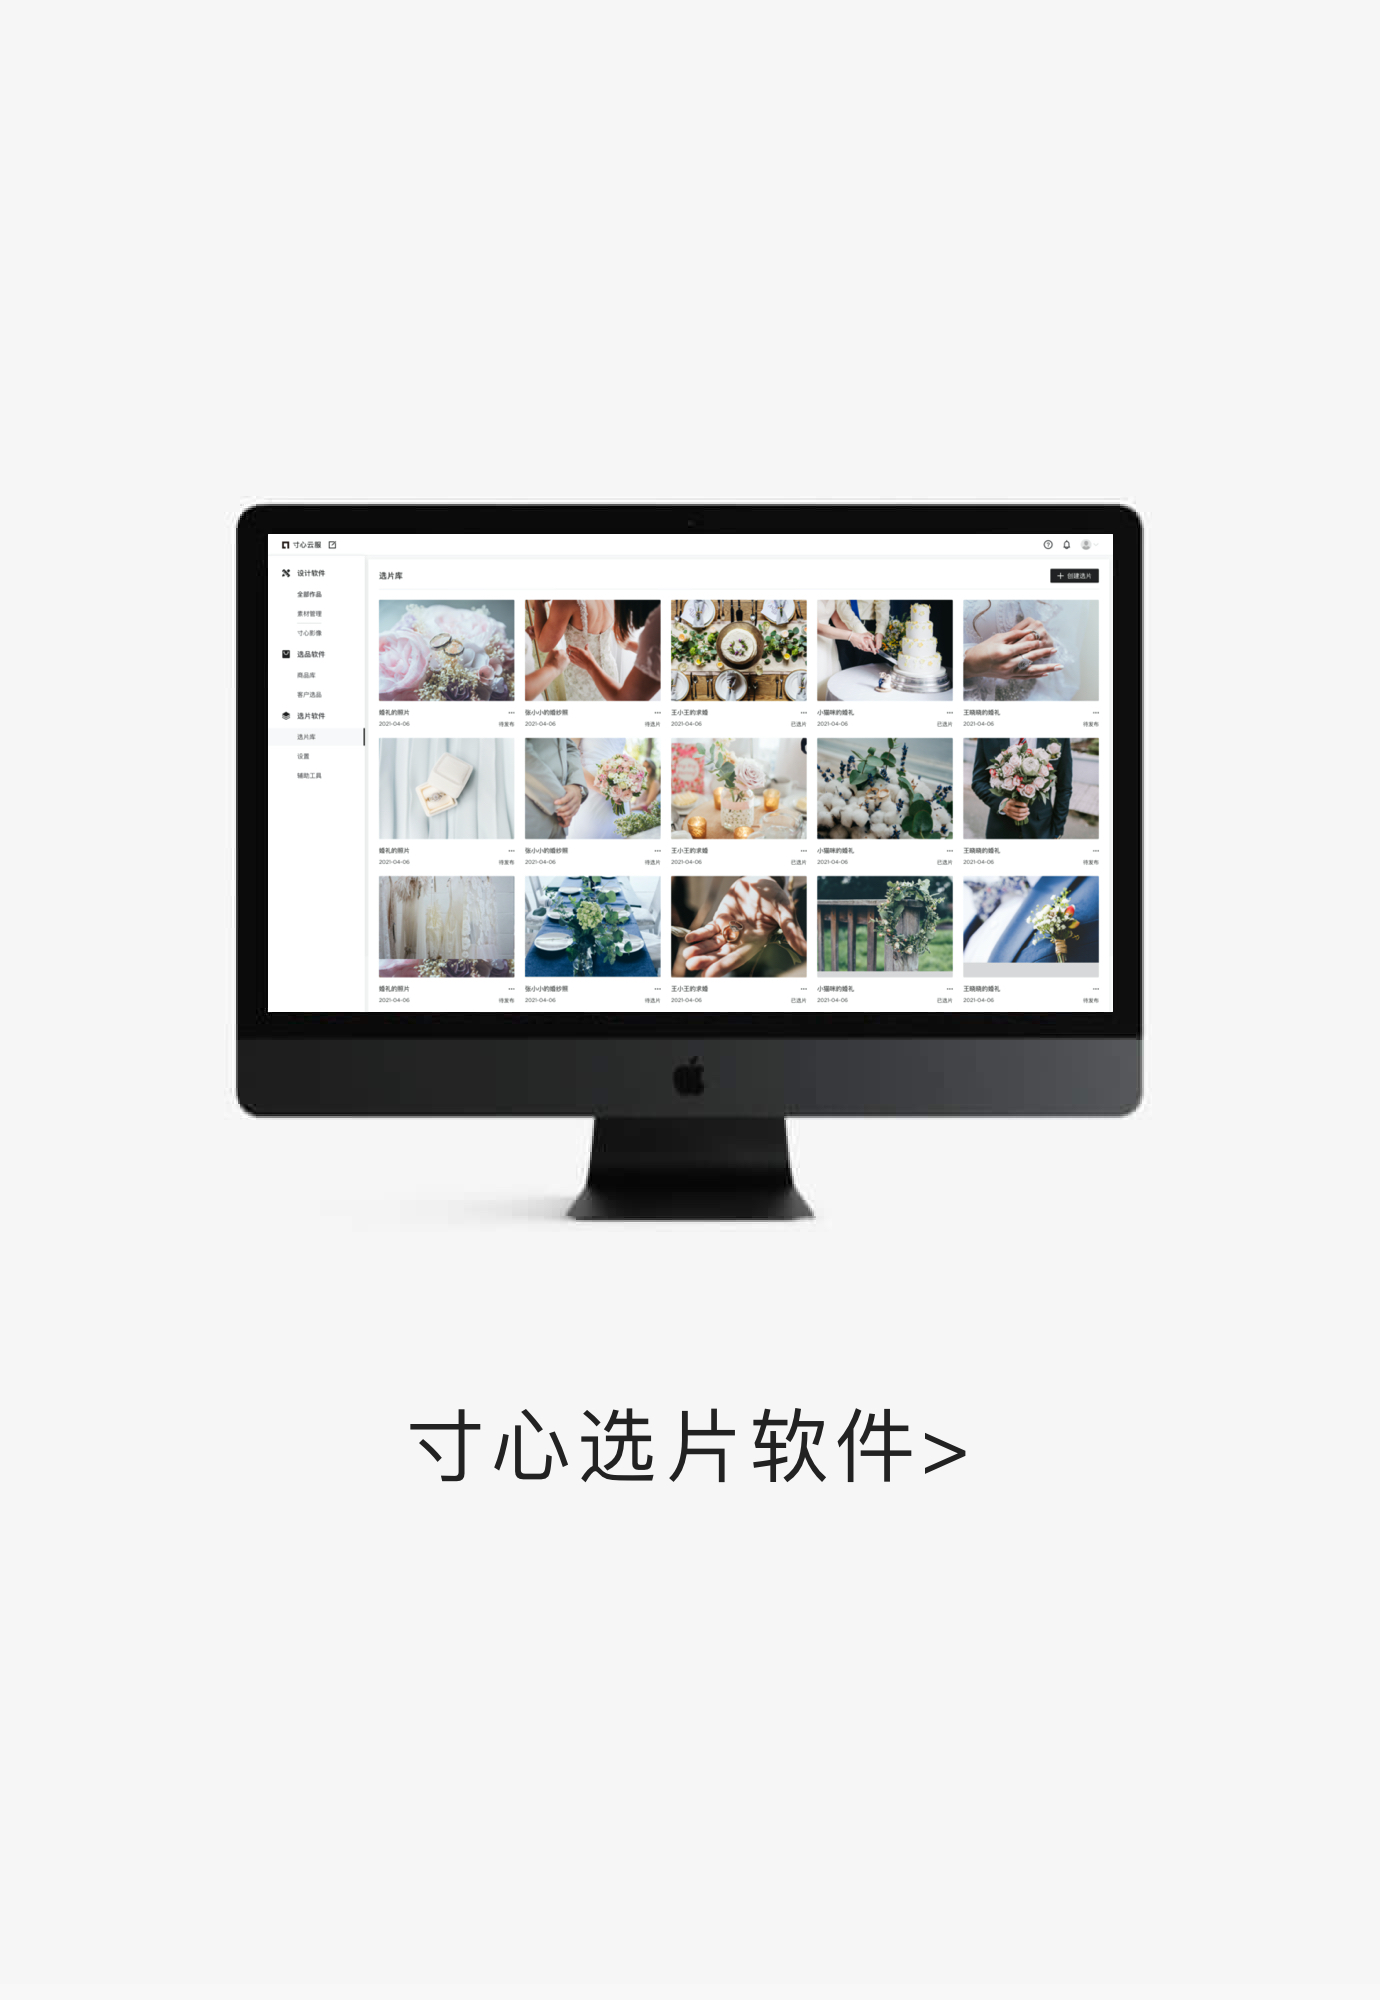 寸心云服
设计软件
全部作品
素材管理
寸心影像
选品软件
商品库
客户选品
选片软件
选片库
设置
辅助工具
选片库
+ 创建选片
婚礼的照片 ··· 张小小的婚纱照 ··· 王小王的求婚 ··· 小猫咪的婚礼 ··· 王晓晓的婚礼 ···
2021-04-06 待发布 2021-04-06 待选片 2021-04-06 已选片 2021-04-06 已选片 2021-04-06 待发布
婚礼的照片 ··· 张小小的婚纱照 ··· 王小王的求婚 ··· 小猫咪的婚礼 ··· 王晓晓的婚礼 ···
2021-04-06 待发布 2021-04-06 待选片 2021-04-06 已选片 2021-04-06 已选片 2021-04-06 待发布
婚礼的照片 ··· 张小小的婚纱照 ··· 王小王的求婚 ··· 小猫咪的婚礼 ··· 王晓晓的婚礼 ···
2021-04-06 待发布 2021-04-06 待选片 2021-04-06 已选片 2021-04-06 已选片 2021-04-06 待发布
寸心选片软件>